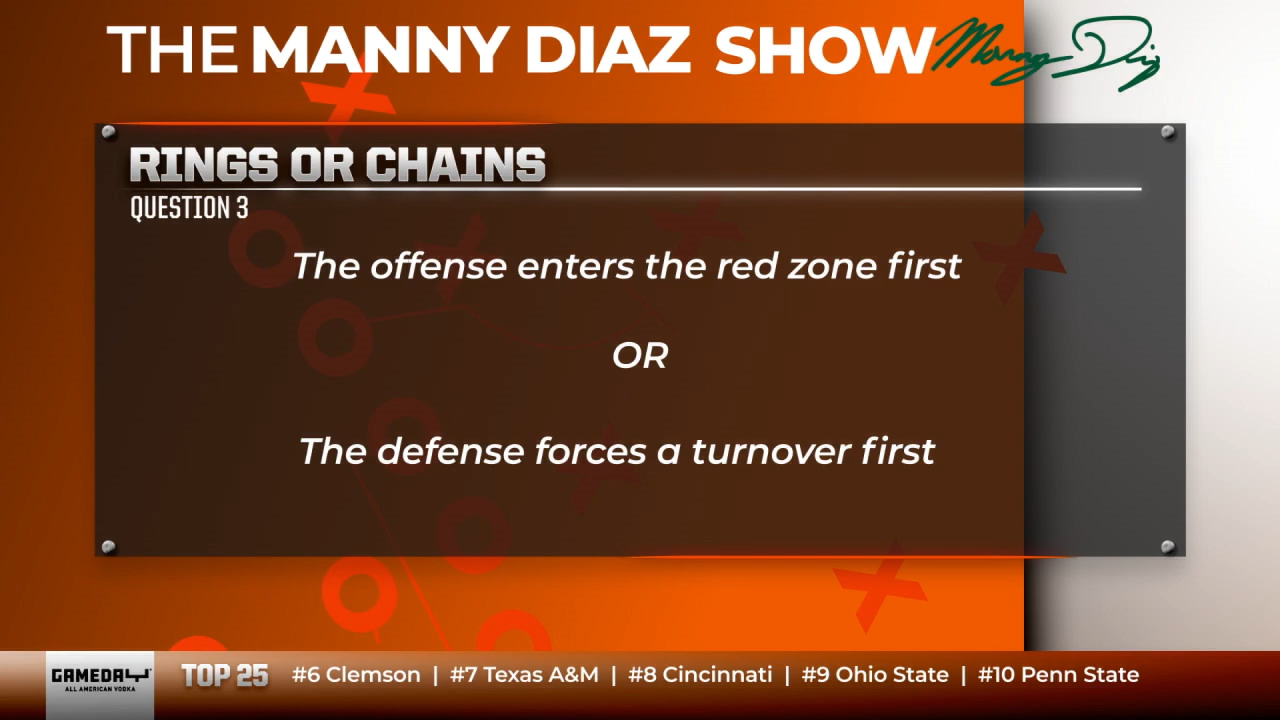 THE MANNY DIAZ SHOW Manny Diaz
RINGS OR CHAINS
QUESTION 3
The offense enters the red zone first
OR
The defense forces a turnover first
GAMEDAY
ALL AMERICAN VODKA
TOP 25 #6 Clemson | #7 Texas A&M | #8 Cincinnati | #9 Ohio State | #10 Penn State